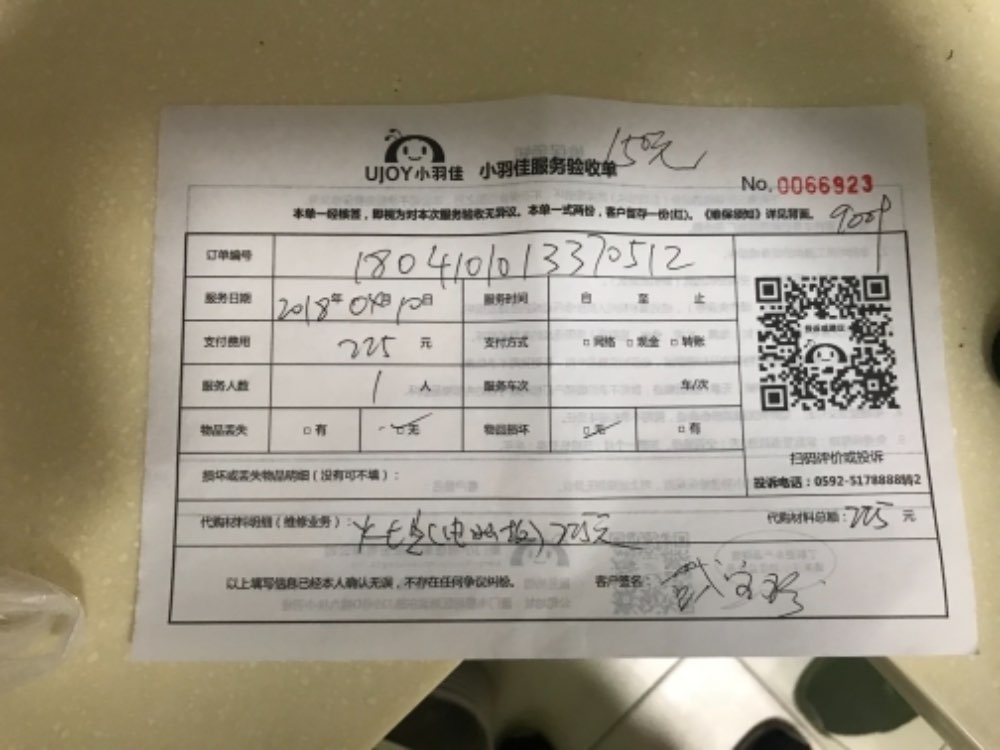 UJOY小羽佳 小羽佳服务验收单 150元
No. 0066923
本单一经核签，即视为对本次服务验收无异议。本单一式两份，客户留存一份(红)。《维保须知》详见背面。
订单编号 1804101013370512
服务日期 2018年04月10日 服务时间 自 至 止
支付费用 225 元 支付方式 □网络 □现金 □转账
服务人数 1 人 服务车次 车/次
物品丢失 □有 □无 物品损坏 □无 □有
扫码评价或投诉
投诉电话：0592-5178888转2
损坏或丢失物品明细（没有可不填）：
代购材料明细（维修业务）： 225元 代购材料总额：225 元
以上填写信息已经本人确认无误，不存在任何争议纠纷。 客户签名：